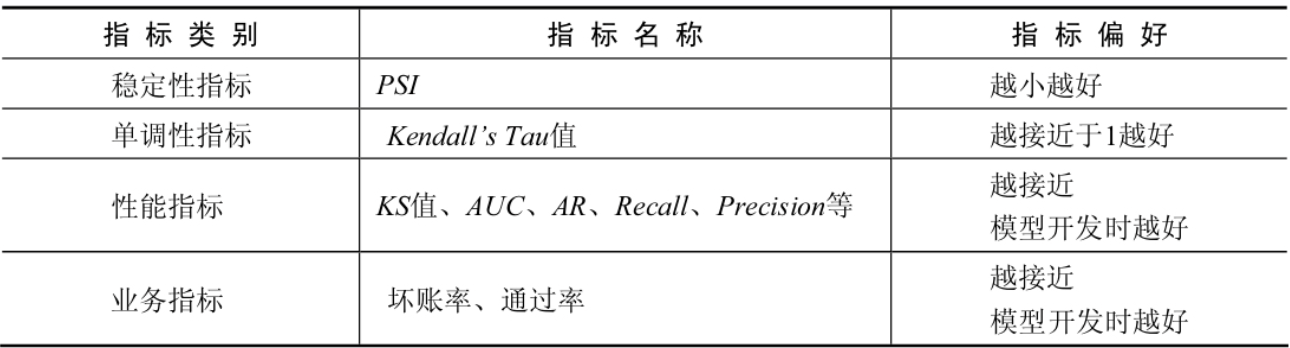 指标类别 指标名称 指标偏好
稳定性指标 PSI 越小越好
单调性指标 Kendall's Tau值 越接近于1越好
性能指标 KS值、AUC、AR、Recall、Precision等 越接近
模型开发时越好
业务指标 坏账率、通过率 越接近
模型开发时越好